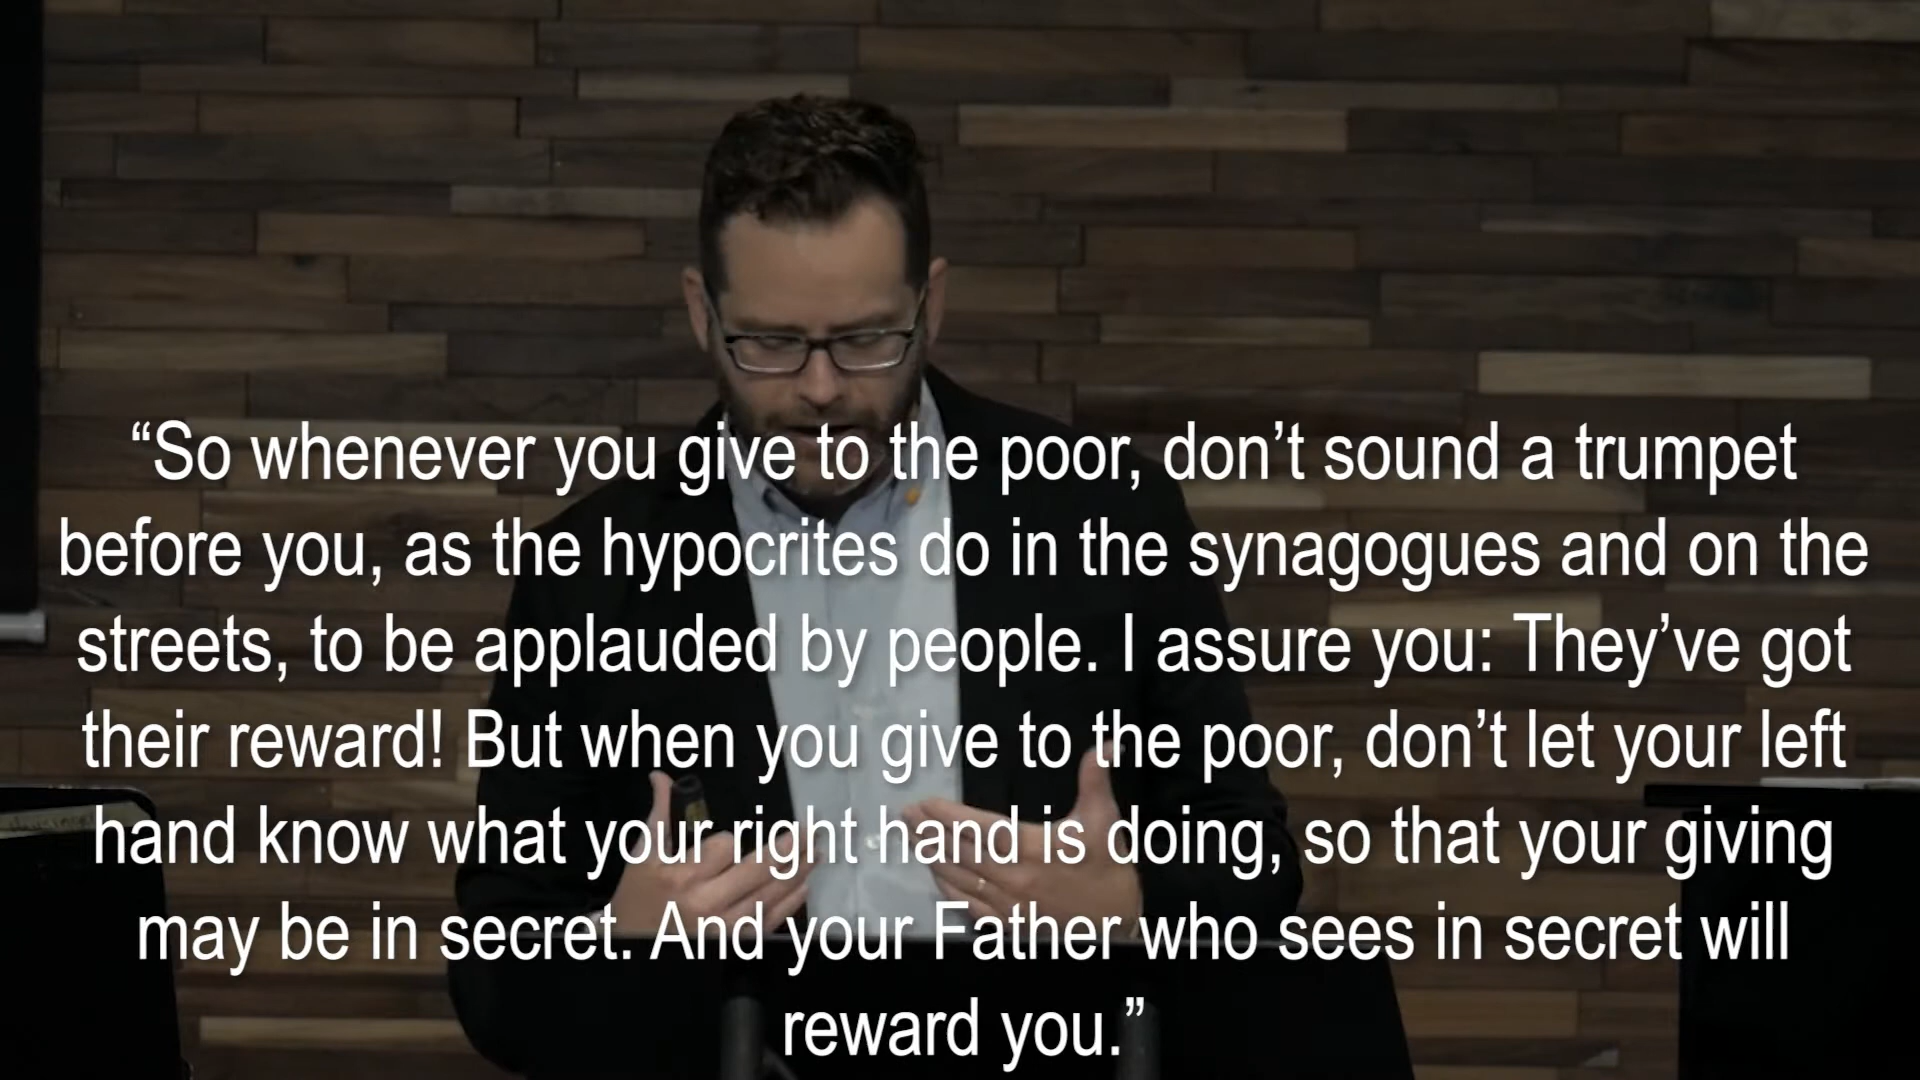 “So whenever you give to the poor, don’t sound a trumpet
before you, as the hypocrites do in the synagogues and on the
streets, to be applauded by people. I assure you: They’ve got
their reward! But when you give to the poor, don’t let your left
hand know what your right hand is doing, so that your giving
may be in secret. And your Father who sees in secret will
reward you.”